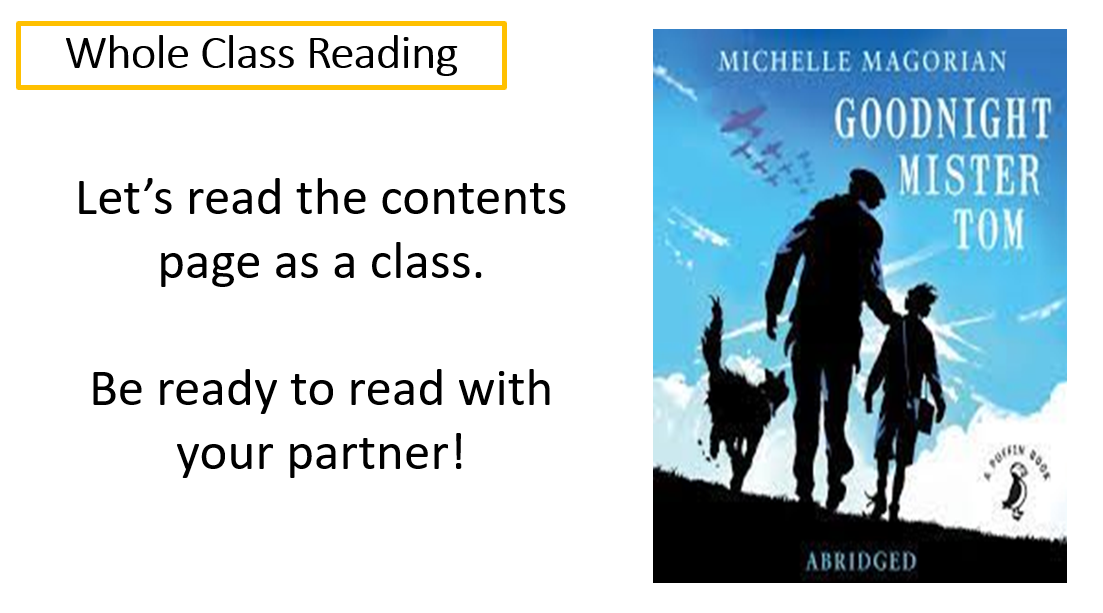 Whole Class Reading
Let's read the contents
page as a class.
Be ready to read with
your partner!
MICHELLE MAGORIAN
GOODNIGHT
MISTER
TOM
A PUFFIN BOOK
ABRIDGED